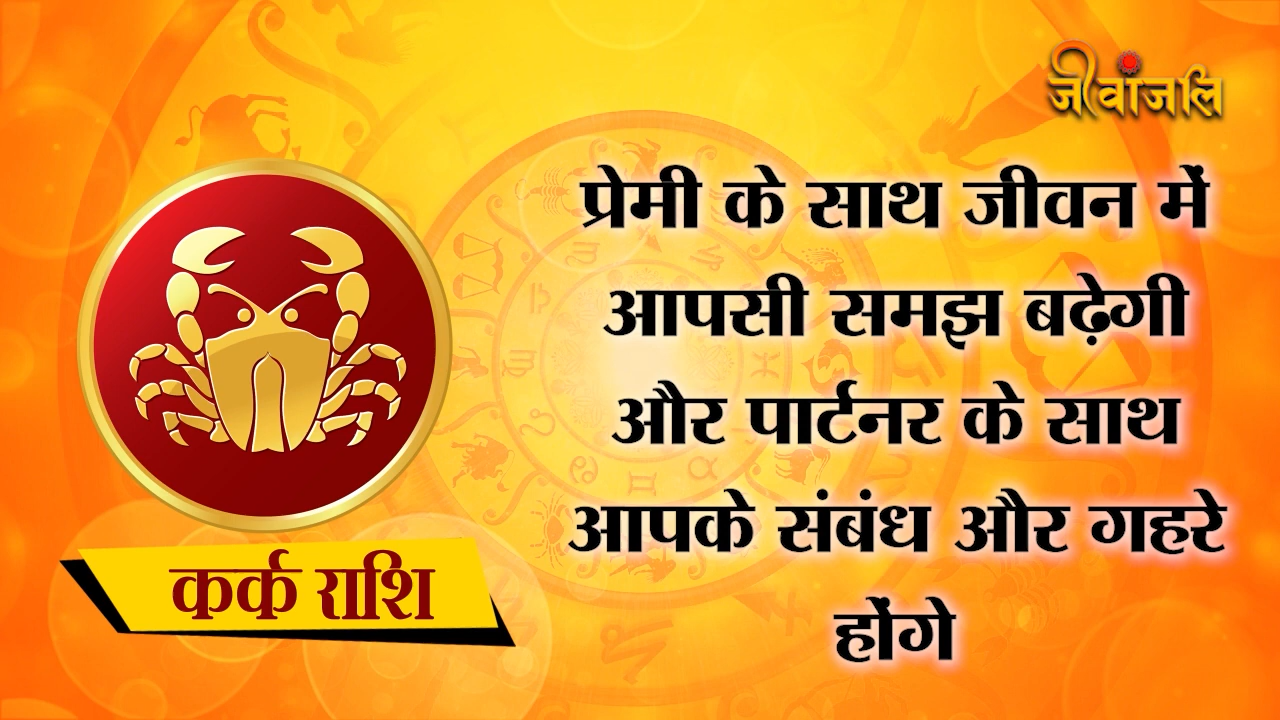 जीवांजलि
प्रेमी के साथ जीवन में
आपसी समझ बढ़ेगी
और पार्टनर के साथ
आपके संबंध और गहरे
होंगे
कर्क राशि